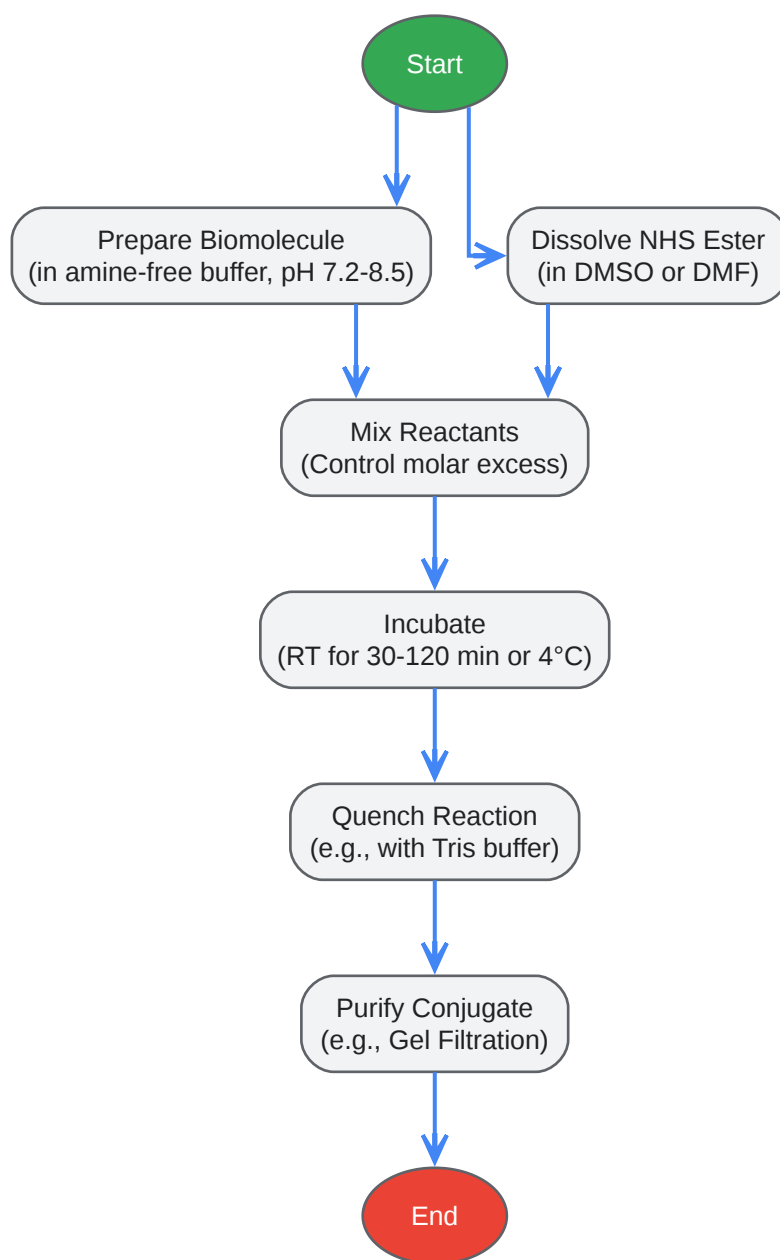 Start
Prepare Biomolecule
(in amine-free buffer, pH 7.2-8.5)
Dissolve NHS Ester
(in DMSO or DMF)
Mix Reactants
(Control molar excess)
Incubate
(RT for 30-120 min or 4°C)
Quench Reaction
(e.g., with Tris buffer)
Purify Conjugate
(e.g., Gel Filtration)
End